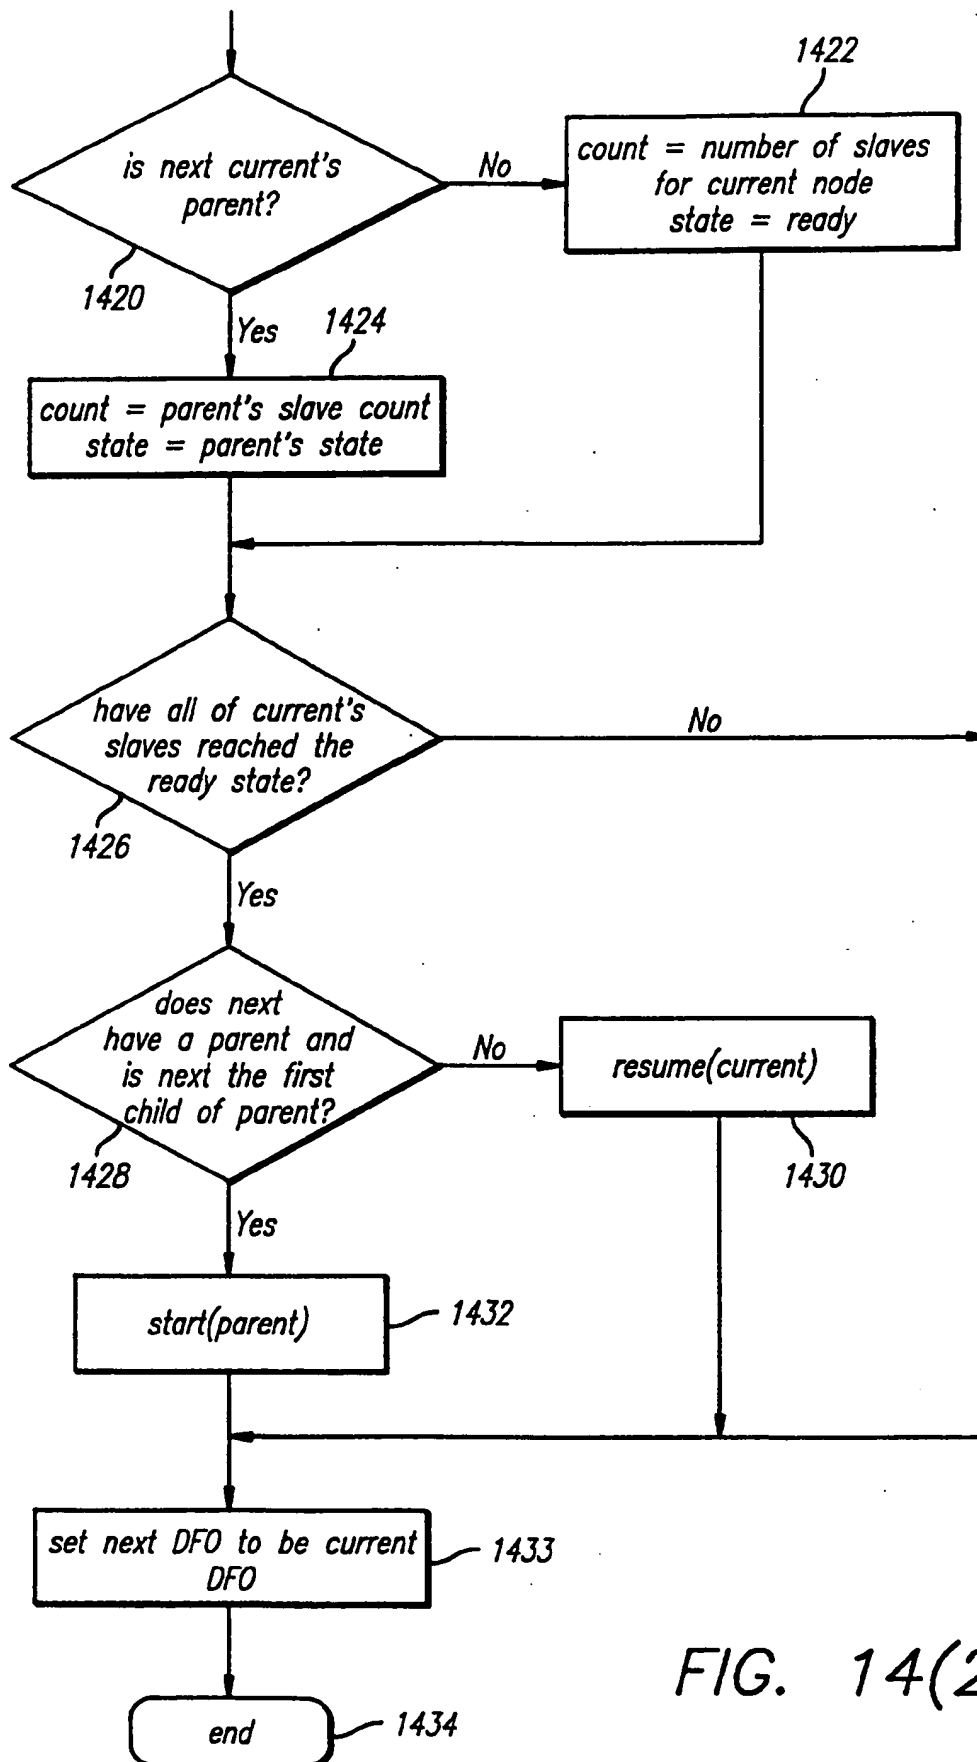 1422
is next current's
parent?
No
count = number of slaves
for current node
state = ready
1420
Yes
1424
count = parent's slave count
state = parent's state
have all of current's
slaves reached the
ready state?
No
1426
Yes
does next
have a parent and
is next the first
child of parent?
No
resume(current)
1428
1430
Yes
start(parent)
1432
set next DFO to be current
DFO
1433
FIG. 14(2
end
1434